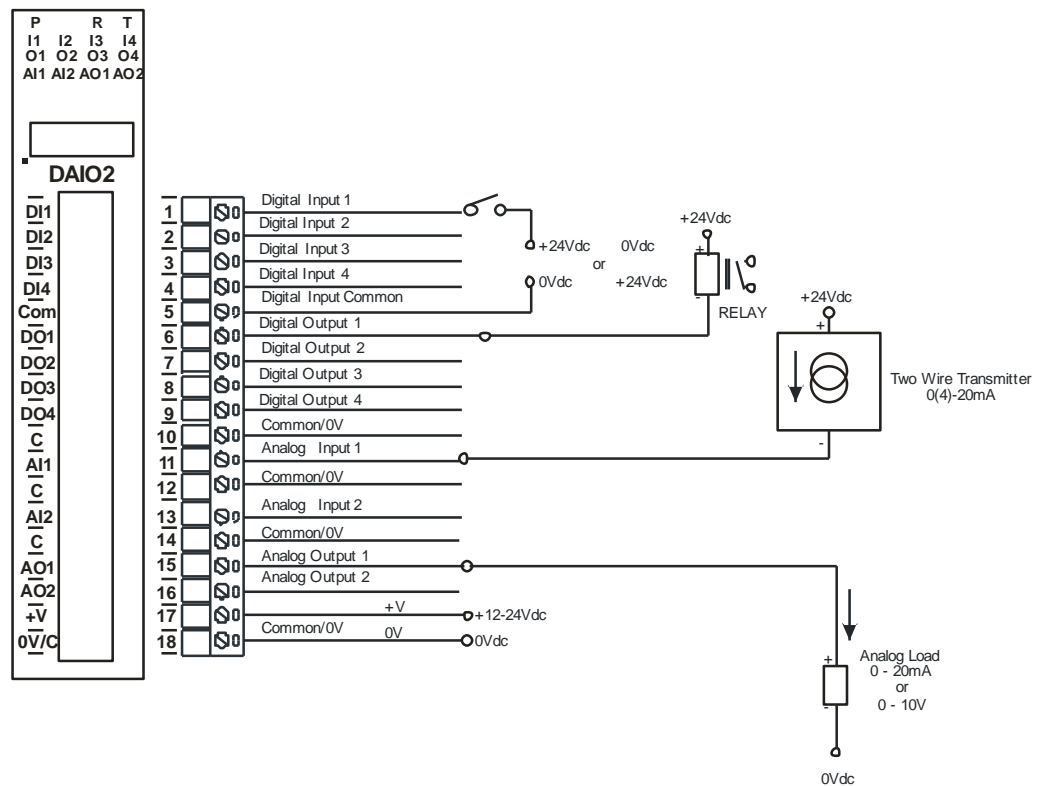 P R T
I1 I2 I3 I4
O1 O2 O3 O4
AI1 AI2 AO1 AO2
DAIO2
DI1
DI2
DI3
DI4
Com
DO1
DO2
DO3
DO4
C
AI1
C
AI2
C
AO1
AO2
+V
0V/C
1 Digital Input 1
2 Digital Input 2
3 Digital Input 3
4 Digital Input 4
5 Digital Input Common
6 Digital Output 1
7 Digital Output 2
8 Digital Output 3
9 Digital Output 4
10 Common/0V
11 Analog Input 1
12 Common/0V
13 Analog Input 2
14 Common/0V
15 Analog Output 1
16 Analog Output 2
17 +V +12-24Vdc
18 Common/0V 0V 0Vdc
+24Vdc 0Vdc
or
0Vdc +24Vdc
+24Vdc
+
-
RELAY
+24Vdc
+
-
Two Wire Transmitter
0(4)-20mA
+
-
Analog Load
0 - 20mA
or
0 - 10V
0Vdc